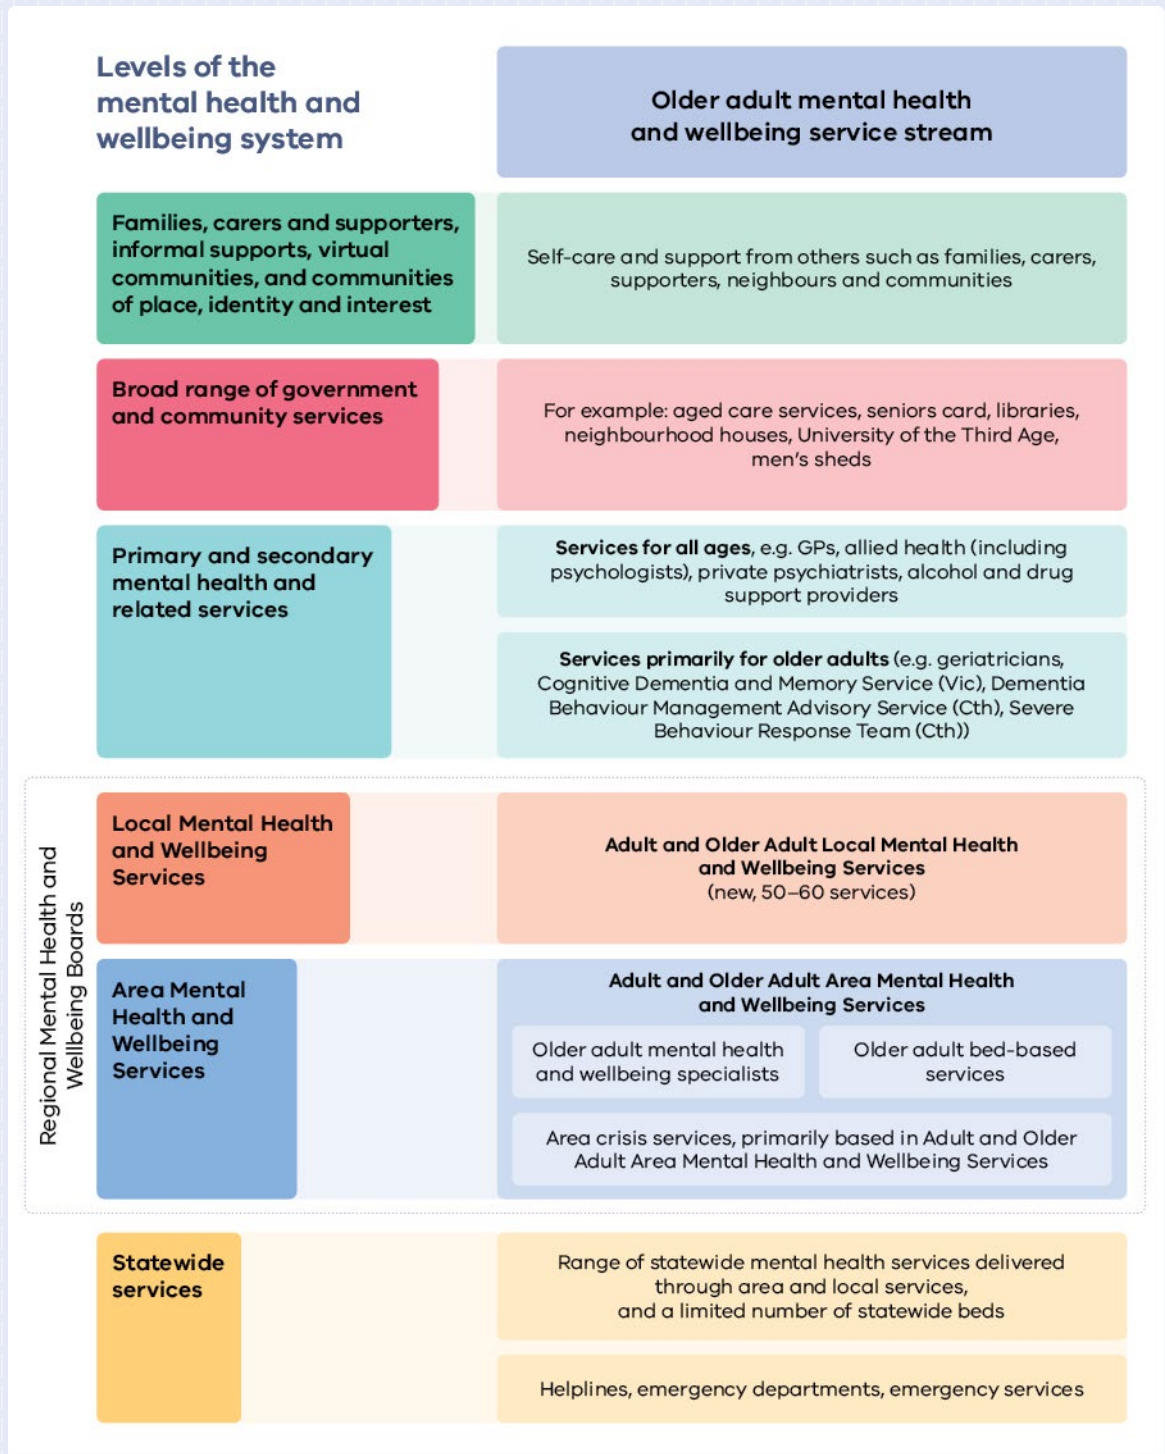 Levels of the
mental health and
wellbeing system
Older adult mental health
and wellbeing service stream
Families, carers and supporters,
informal supports, virtual
communities, and communities
of place, identity and interest
Self-care and support from others such as families, carers,
supporters, neighbours and communities
Broad range of government
and community services
For example: aged care services, seniors card, libraries,
neighbourhood houses, University of the Third Age,
men's sheds
Primary and secondary
mental health and
related services
Services for all ages, e.g. GPs, allied health (including
psychologists), private psychiatrists, alcohol and drug
support providers
Services primarily for older adults (e.g. geriatricians,
Cognitive Dementia and Memory Service (Vic), Dementia
Behaviour Management Advisory Service (Cth), Severe
Behaviour Response Team (Cth))
Regional Mental Health and
Wellbeing Boards
Local Mental Health
and Wellbeing
Services
Adult and Older Adult Local Mental Health
and Wellbeing Services
(new, 50–60 services)
Area Mental
Health and
Wellbeing
Services
Adult and Older Adult Area Mental Health
and Wellbeing Services
Older adult mental health
and wellbeing specialists
Older adult bed-based
services
Area crisis services, primarily based in Adult and Older
Adult Area Mental Health and Wellbeing Services
Statewide
services
Range of statewide mental health services delivered
through area and local services,
and a limited number of statewide beds
Helplines, emergency departments, emergency services